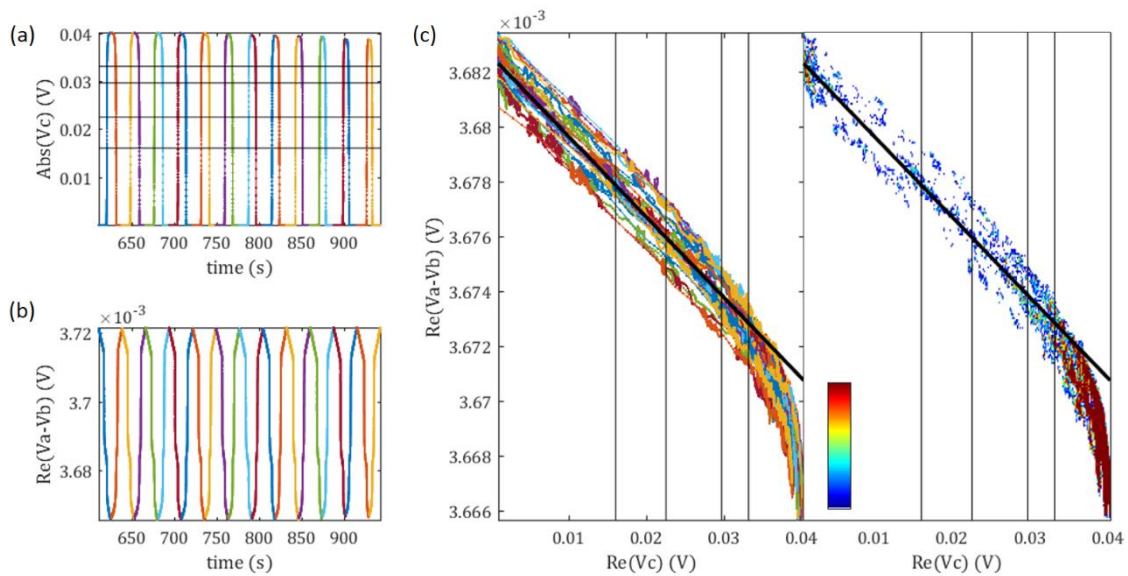 (a)
0.04
0.03
0.02
0.01
Abs(Vc) (V)
650 700 750 800 850 900
time (s)
(b)
×10⁻³
3.72
3.7
3.68
Re(Va-Vb) (V)
650 700 750 800 850 900
time (s)
(c)
×10⁻³
3.682
3.68
3.678
3.676
3.674
3.672
3.67
3.668
3.666
Re(Va-Vb) (V)
0.01 0.02 0.03 0.04 0.01 0.02 0.03 0.04
Re(Vc) (V) Re(Vc) (V)